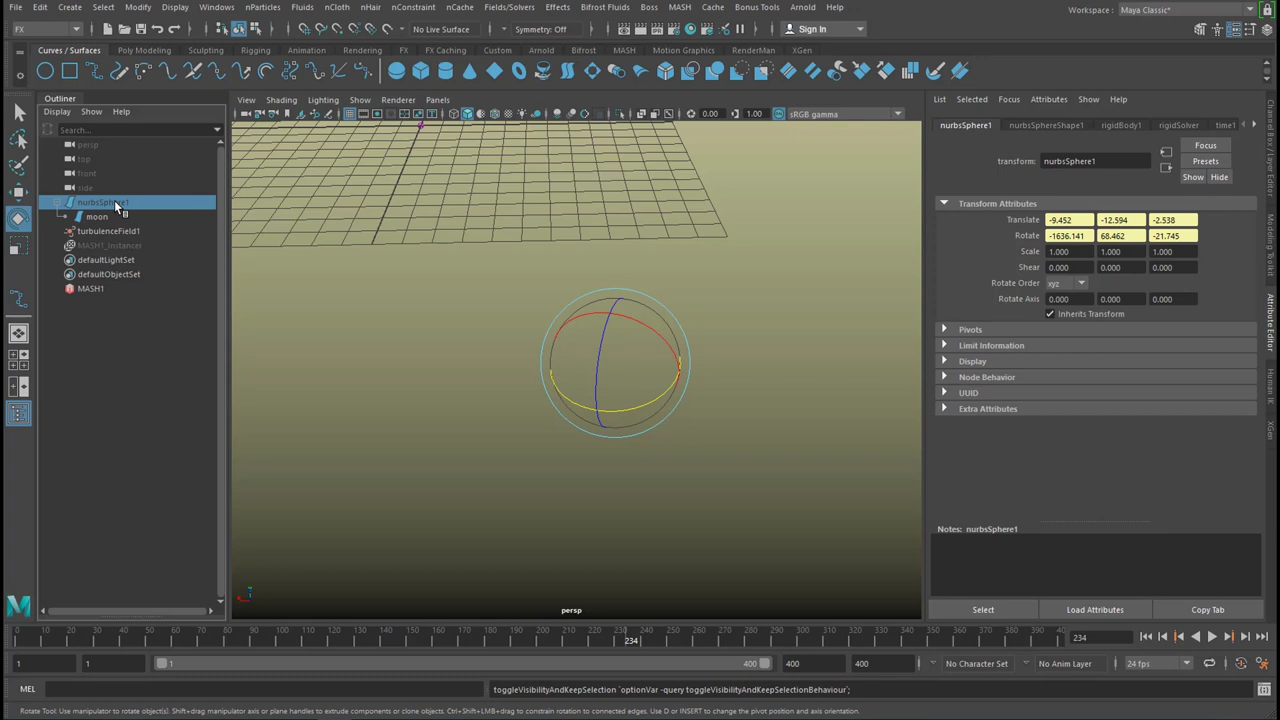 File Edit Create Select Modify Display Windows nParticles Fluids nCloth nHair nConstraint nCache Fields/Solvers Effects Bifrost Fluids Boss MASH Cache Bonus Tools Arnold Help
Workspace : Maya Classic*
FX
No Live Surface
Symmetry: Off
Sign In
Curves / Surfaces Poly Modeling Sculpting Rigging Animation Rendering FX FX Caching Custom Arnold Bifrost MASH Motion Graphics RenderMan XGen
Outliner
Display Show Help
Search...
persp
top
front
side
nurbsSphere1
moon
turbulenceField1
MASH1_Instancer
defaultLightSet
defaultObjectSet
MASH1
View Shading Lighting Show Renderer Panels
0.00 1.00 sRGB gamma
persp
List Selected Focus Attributes Show Help
nurbsSphere1 nurbsSphereShape1 rigidBody1 rigidSolver time1
transform: nurbsSphere1
Focus
Presets
Show Hide
Transform Attributes
Translate -9.452 -12.594 -2.538
Rotate -1636.141 68.462 -21.745
Scale 1.000 1.000 1.000
Shear 0.000 0.000 0.000
Rotate Order xyz
Rotate Axis 0.000 0.000 0.000
Inherits Transform
Pivots
Limit Information
Display
Node Behavior
UUID
Extra Attributes
Notes: nurbsSphere1
Select Load Attributes Copy Tab
Channel Box / Layer Editor
Modeling Toolkit
Attribute Editor
Human IK
XGen
0 10 20 30 40 50 60 70 80 90 100 110 120 130 140 150 160 170 180 190 200 210 220 230 240 250 260 270 280 290 300 310 320 330 340 350 360 370 380 390 40
234
234
1 1 1 400 400 400 No Character Set No Anim Layer 24 fps
MEL
toggleVisibilityAndKeepSelection `optionVar -query toggleVisibilityAndKeepSelectionBehaviour`;
Rotate Tool: Use manipulator to rotate object(s). Shift+drag manipulator axis or plane handles to extrude components or clone objects. Ctrl+Shift+LMB+drag to constrain rotation to connected edges. Use D or INSERT to change the pivot position and axis orientation.